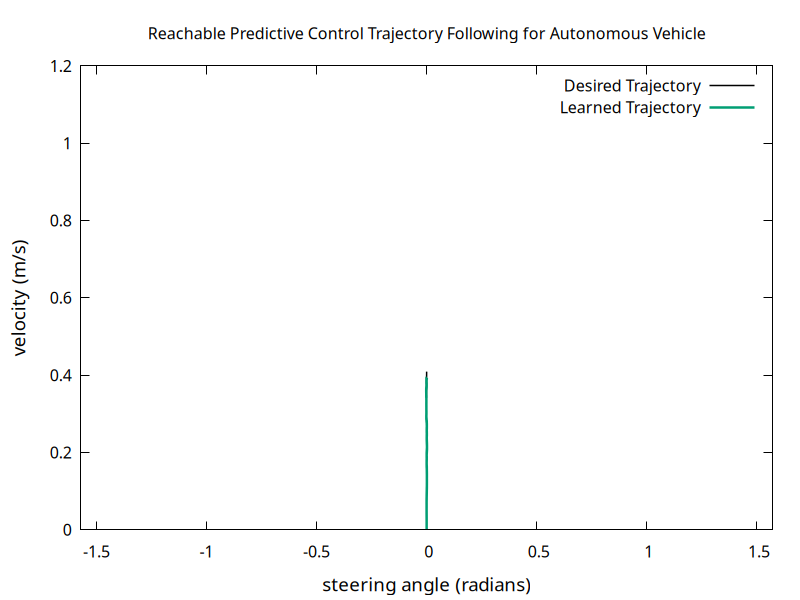 Reachable Predictive Control Trajectory Following for Autonomous Vehicle
Desired Trajectory
Learned Trajectory
1.2
1
0.8
0.6
0.4
0.2
0
velocity (m/s)
-1.5 -1 -0.5 0 0.5 1 1.5
steering angle (radians)